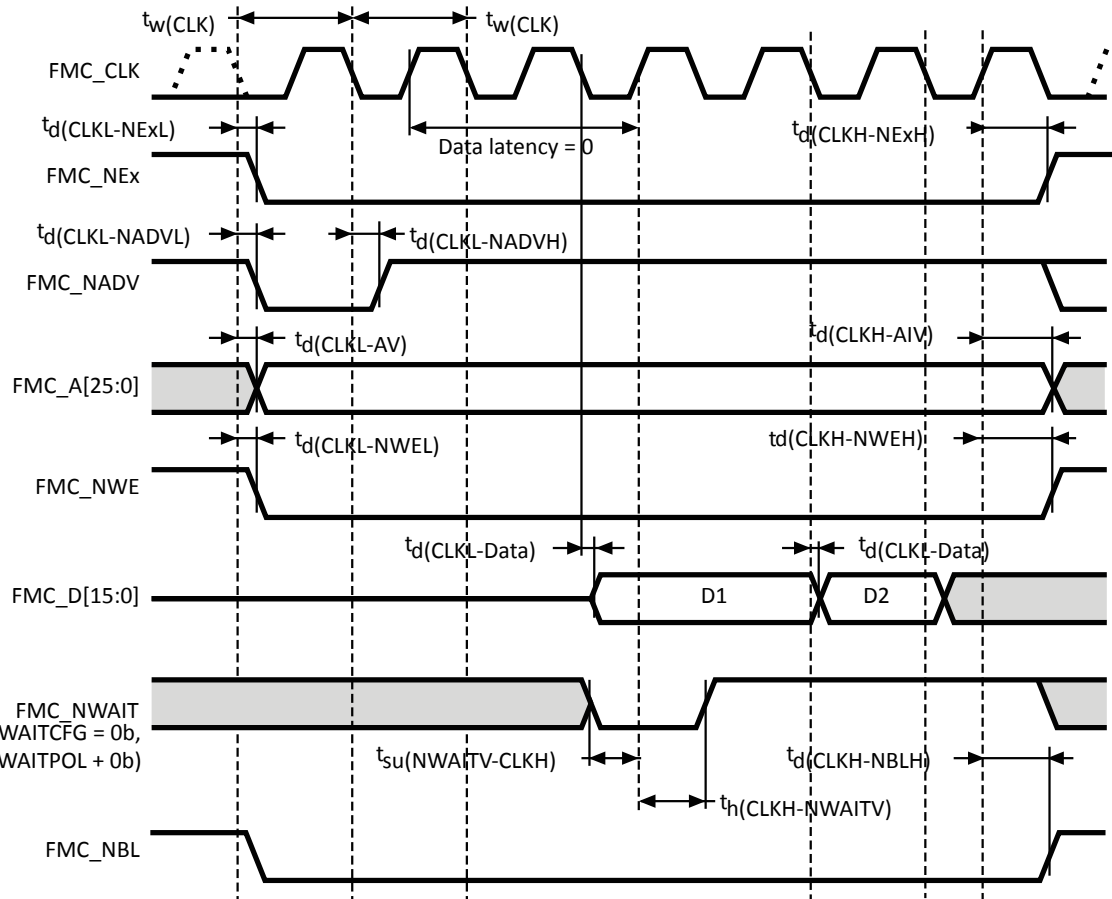 tw(CLK) tw(CLK)
FMC_CLK
td(CLKL-NExL) Data latency = 0 td(CLKH-NExH)
FMC_NEx
td(CLKL-NADVL) td(CLKL-NADVH)
FMC_NADV
td(CLKL-AV) td(CLKH-AIV)
FMC_A[25:0]
td(CLKL-NWEL) td(CLKH-NWEH)
FMC_NWE
td(CLKL-Data) td(CLKL-Data)
FMC_D[15:0] D1 D2
FMC_NWAIT
WAITCFG = 0b,
WAITPOL + 0b)
tsu(NWAITV-CLKH) td(CLKH-NBLH)
th(CLKH-NWAITV)
FMC_NBL